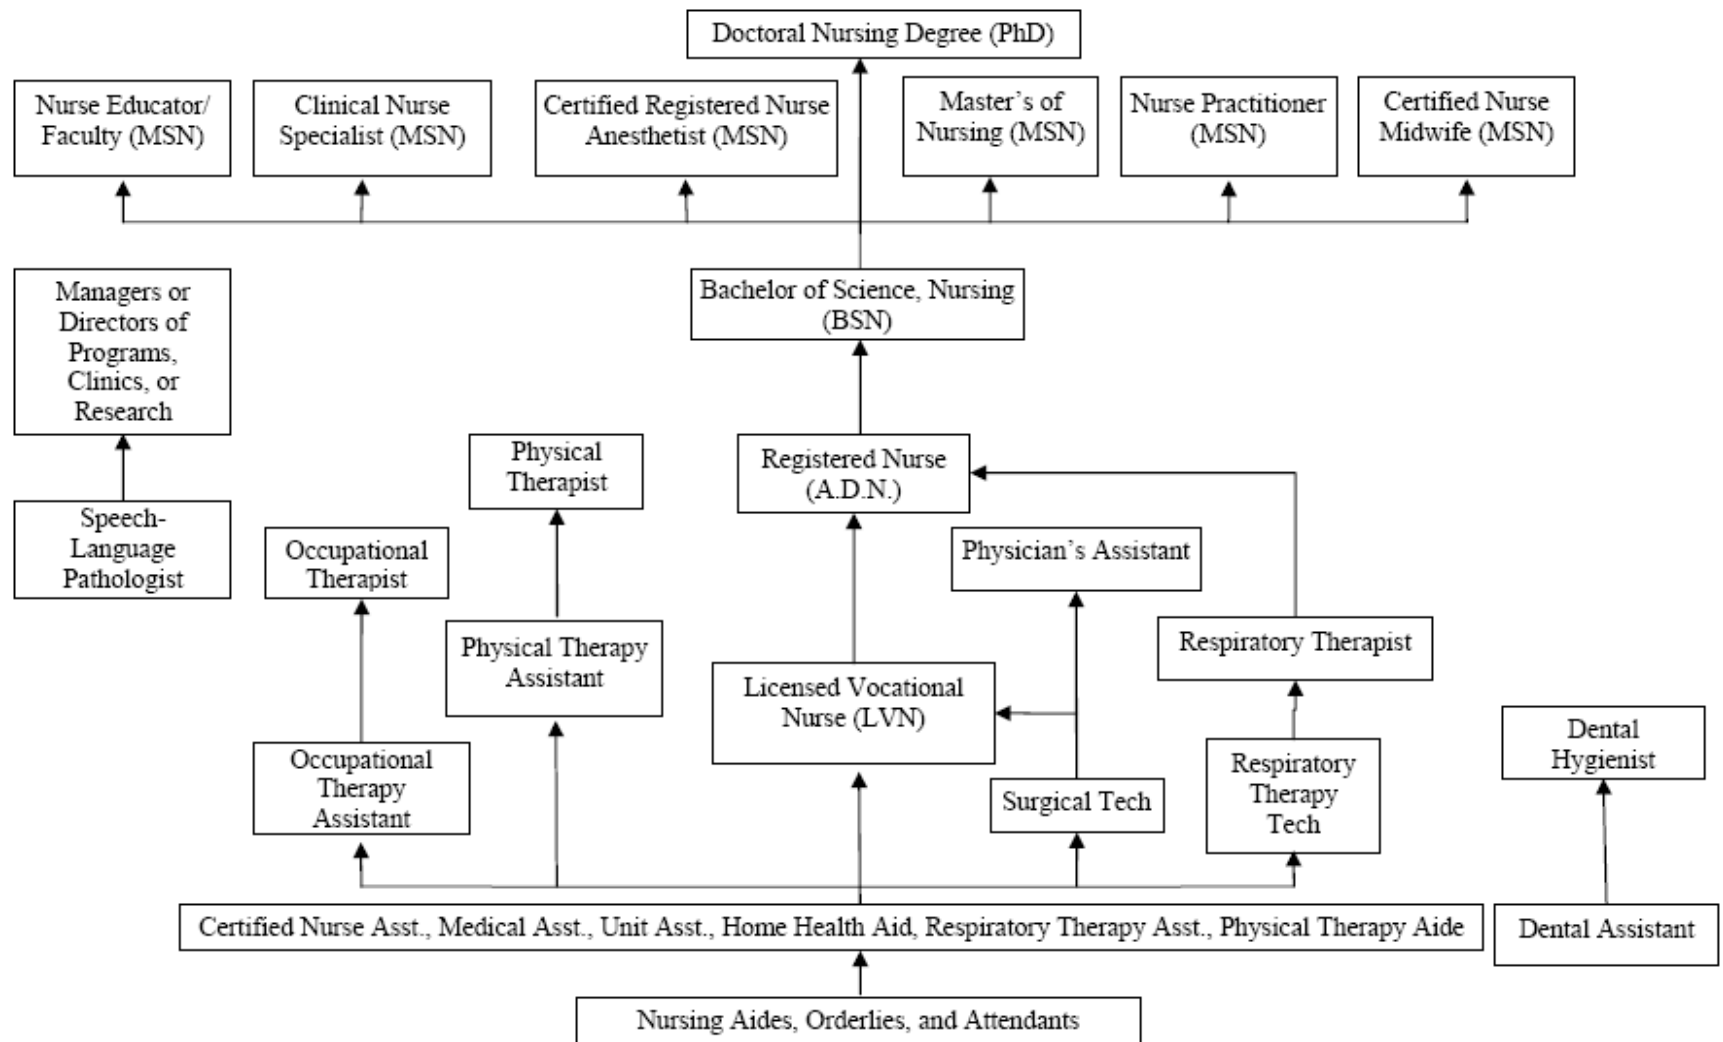 Doctoral Nursing Degree (PhD)
Nurse Educator/
Faculty (MSN)
Clinical Nurse
Specialist (MSN)
Certified Registered Nurse
Anesthetist (MSN)
Master's of
Nursing (MSN)
Nurse Practitioner
(MSN)
Certified Nurse
Midwife (MSN)
Managers or
Directors of
Programs,
Clinics, or
Research
Bachelor of Science, Nursing
(BSN)
Physical
Therapist
Registered Nurse
(A.D.N.)
Speech-
Language
Pathologist
Occupational
Therapist
Physician's Assistant
Physical Therapy
Assistant
Respiratory Therapist
Licensed Vocational
Nurse (LVN)
Dental
Hygienist
Occupational
Therapy
Assistant
Surgical Tech
Respiratory
Therapy
Tech
Certified Nurse Asst., Medical Asst., Unit Asst., Home Health Aid, Respiratory Therapy Asst., Physical Therapy Aide
Dental Assistant
Nursing Aides, Orderlies, and Attendants